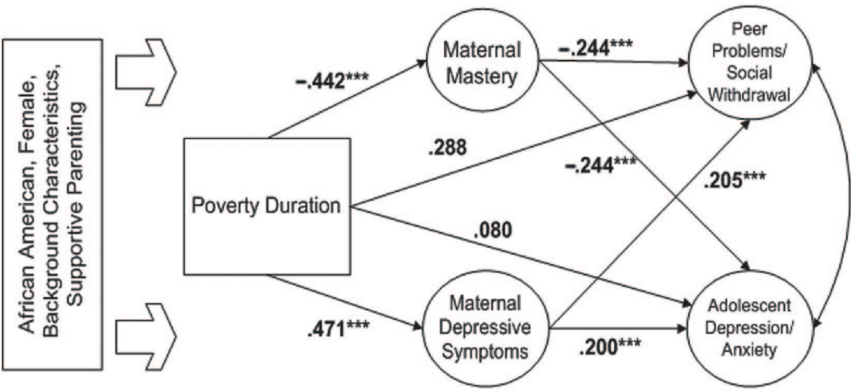 African American, Female,
Background Characteristics,
Supportive Parenting
Poverty Duration
Maternal
Mastery
Maternal
Depressive
Symptoms
Peer
Problems/
Social
Withdrawal
Adolescent
Depression/
Anxiety
–.442***
–.244***
.288
–.244***
.205***
.080
.471***
.200***